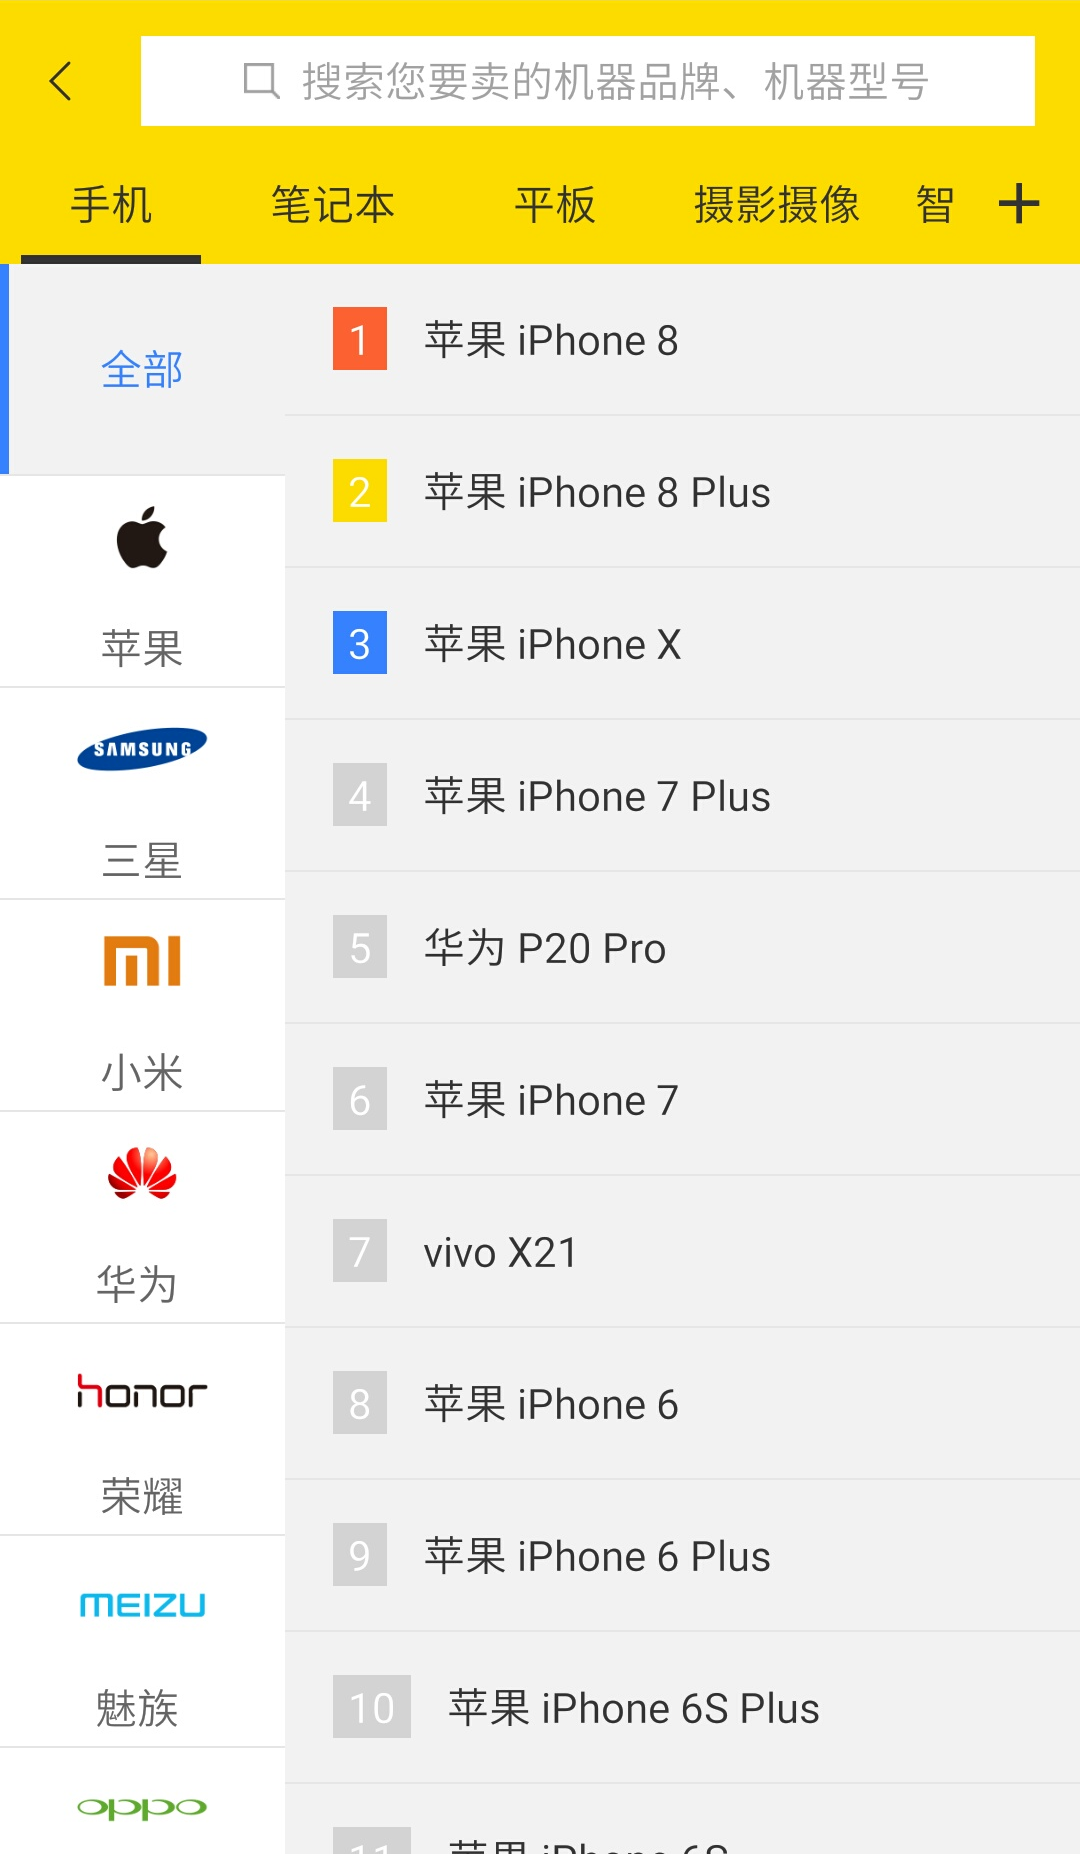 搜索您要卖的机器品牌、机器型号
手机 笔记本 平板 摄影摄像 智
全部
苹果
SAMSUNG
三星
小米
华为
honor
荣耀
MEIZU
魅族
oppo
1 苹果 iPhone 8
2 苹果 iPhone 8 Plus
3 苹果 iPhone X
4 苹果 iPhone 7 Plus
5 华为 P20 Pro
6 苹果 iPhone 7
7 vivo X21
8 苹果 iPhone 6
9 苹果 iPhone 6 Plus
10 苹果 iPhone 6S Plus
11 苹果 iPhone 6S